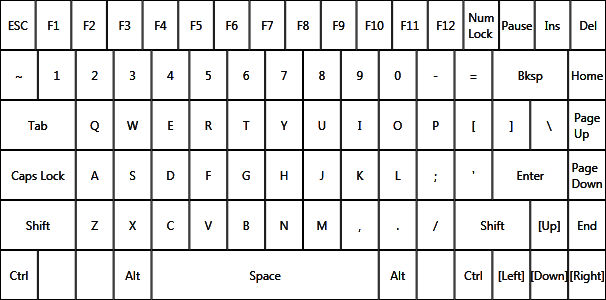 ESC F1 F2 F3 F4 F5 F6 F7 F8 F9 F10 F11 F12 Num Lock Pause Ins Del
~ 1 2 3 4 5 6 7 8 9 0 - = Bksp Home
Tab Q W E R T Y U I O P [ ] \ Page Up
Caps Lock A S D F G H J K L ; ' Enter Page Down
Shift Z X C V B N M , . / Shift [Up] End
Ctrl Alt Space Alt Ctrl [Left] [Down] [Right]